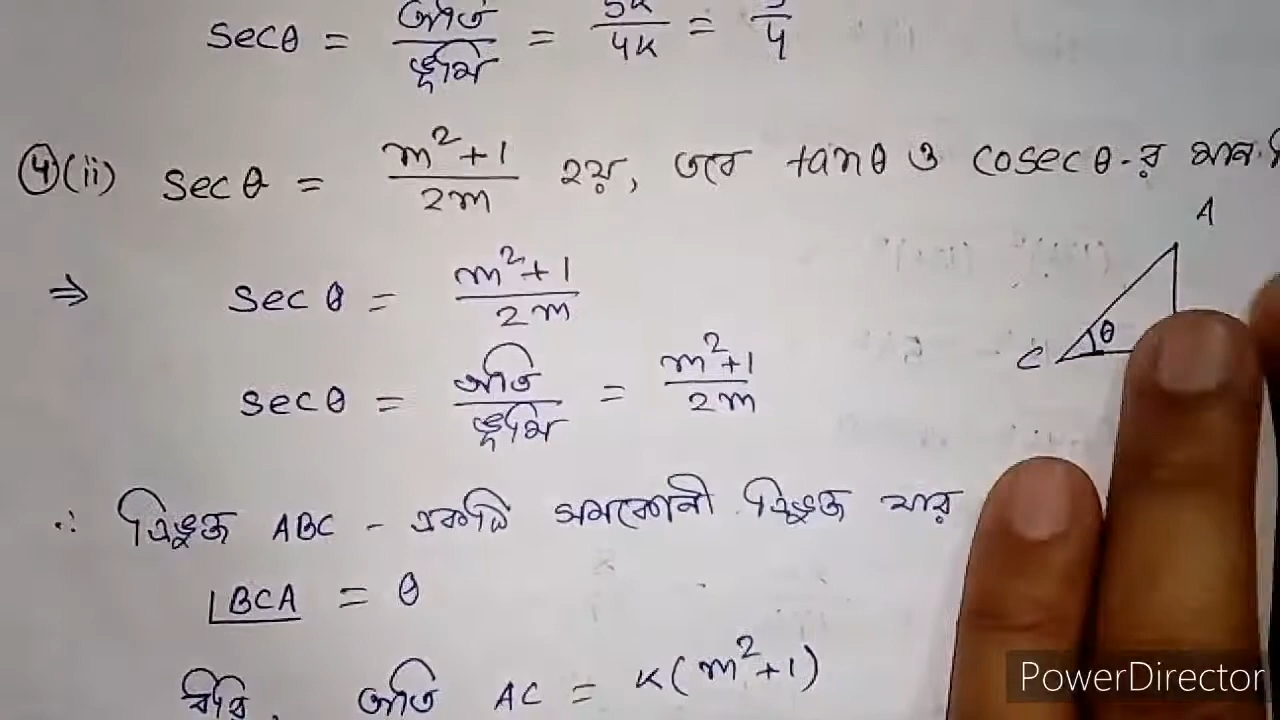 secθ = অতি/ভূমি = 5k/4k = 5/4
④(ii) secθ = m²+1/2m হয়, তবে tanθ ও cosecθ-র মান
A
⇒ secθ = m²+1/2m
θ
C
secθ = অতি/ভূমি = m²+1/2m
∴ ত্রিভুজ ABC - একটি সমকোনী ত্রিভুজ যার
∠BCA = θ
ধরি, অতি AC = k(m²+1)
PowerDirector